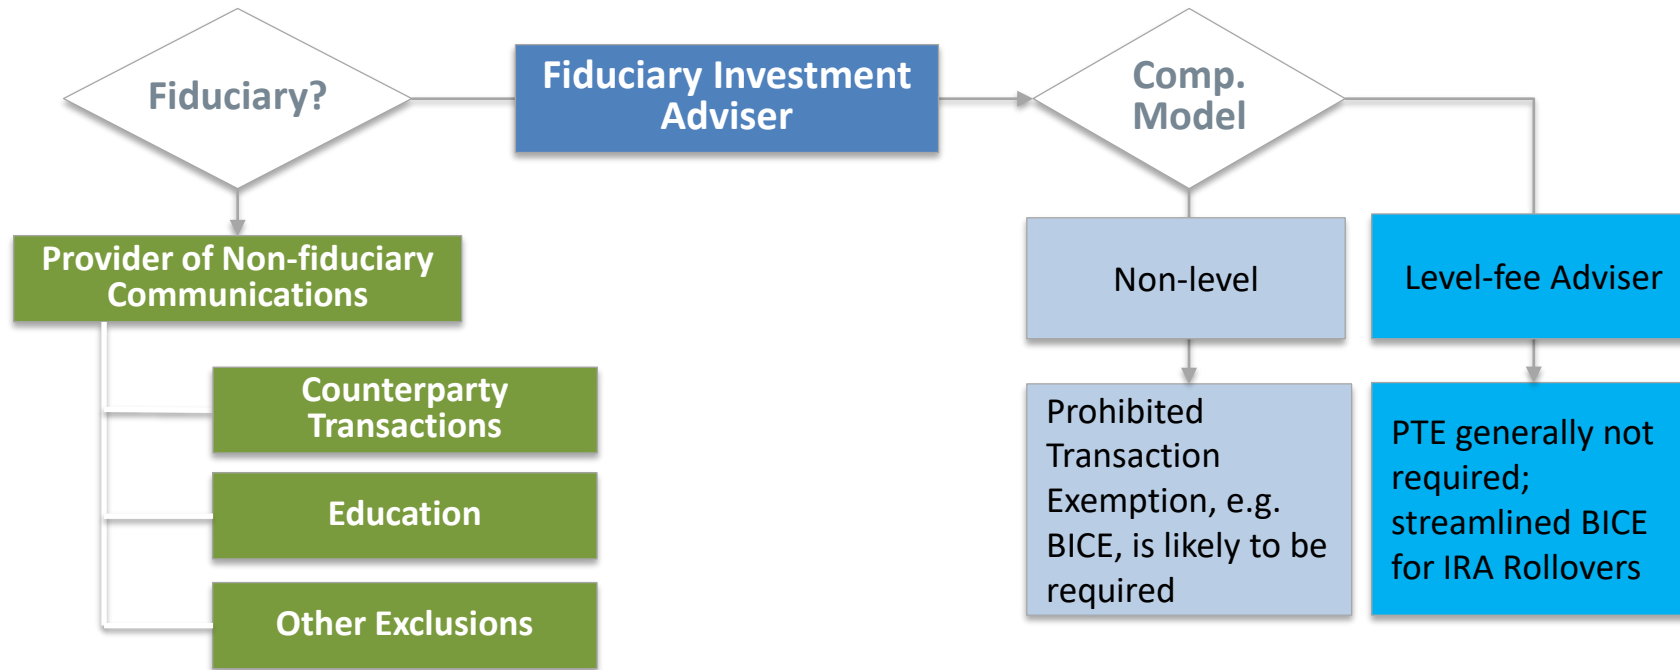 Fiduciary?
Fiduciary Investment
Adviser
Comp.
Model
Provider of Non-fiduciary
Communications
Counterparty
Transactions
Education
Other Exclusions
Non-level
Level-fee Adviser
Prohibited
Transaction
Exemption, e.g.
BICE, is likely to be
required
PTE generally not
required;
streamlined BICE
for IRA Rollovers